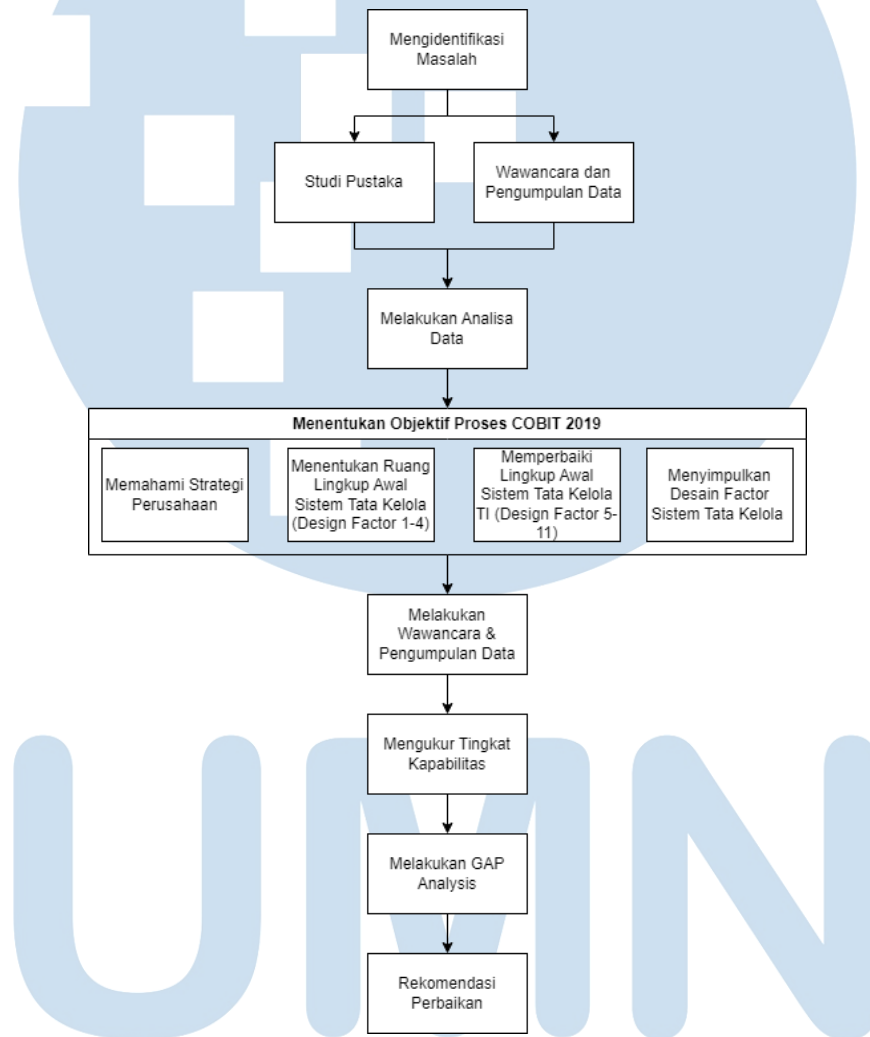 Mengidentifikasi
Masalah
Studi Pustaka
Wawancara dan
Pengumpulan Data
Melakukan Analisa
Data
Menentukan Objektif Proses COBIT 2019
Memahami Strategi
Perusahaan
Menentukan Ruang
Lingkup Awal
Sistem Tata Kelola
(Design Factor 1-4)
Memperbaiki
Lingkup Awal
Sistem Tata Kelola
TI (Design Factor 5-
11)
Menyimpulkan
Desain Factor
Sistem Tata Kelola
Melakukan
Wawancara &
Pengumpulan Data
Mengukur Tingkat
Kapabilitas
Melakukan GAP
Analysis
Rekomendasi
Perbaikan
UMN